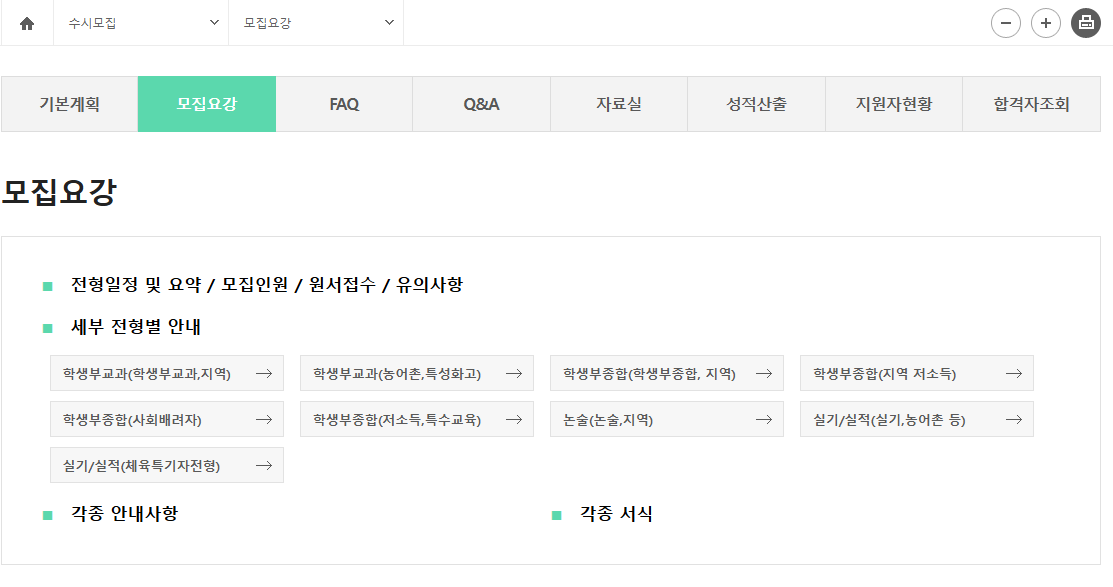 수시모집 모집요강
기본계획 모집요강 FAQ Q&A 자료실 성적산출 지원자현황 합격자조회
모집요강
전형일정 및 요약 / 모집인원 / 원서접수 / 유의사항
세부 전형별 안내
학생부교과(학생부교과,지역) 학생부교과(농어촌,특성화고) 학생부종합(학생부종합, 지역) 학생부종합(지역 저소득)
학생부종합(사회배려자) 학생부종합(저소득,특수교육) 논술(논술,지역) 실기/실적(실기,농어촌 등)
실기/실적(체육특기자전형)
각종 안내사항 각종 서식